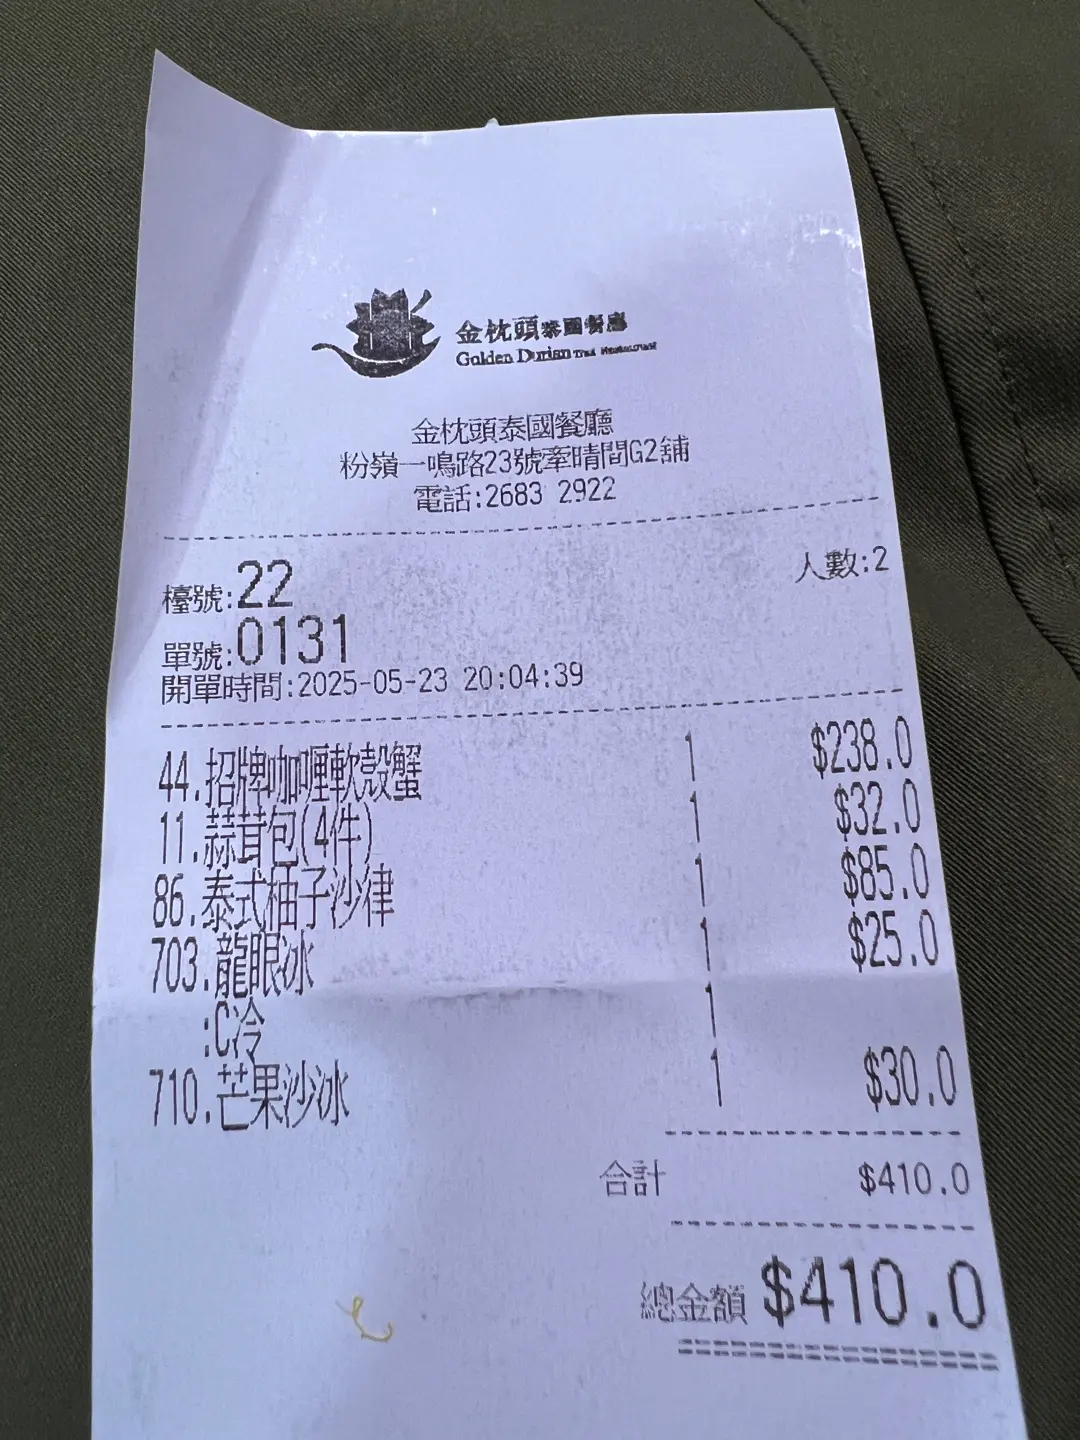 金枕頭泰國餐廳
Golden Durian Thai Restaurant
金枕頭泰國餐廳
粉嶺一鳴路23號牽晴間G2舖
電話:2683 2922
檯號:22 人數:2
單號:0131
開單時間:2025-05-23 20:04:39
44.招牌咖喱軟殼蟹 1 $238.0
11.蒜茸包(4件) 1 $32.0
86.泰式柚子沙律 1 $85.0
703.龍眼冰 1 $25.0
:C冷 1
710.芒果沙冰 1 $30.0
合計 $410.0
總金額 $410.0